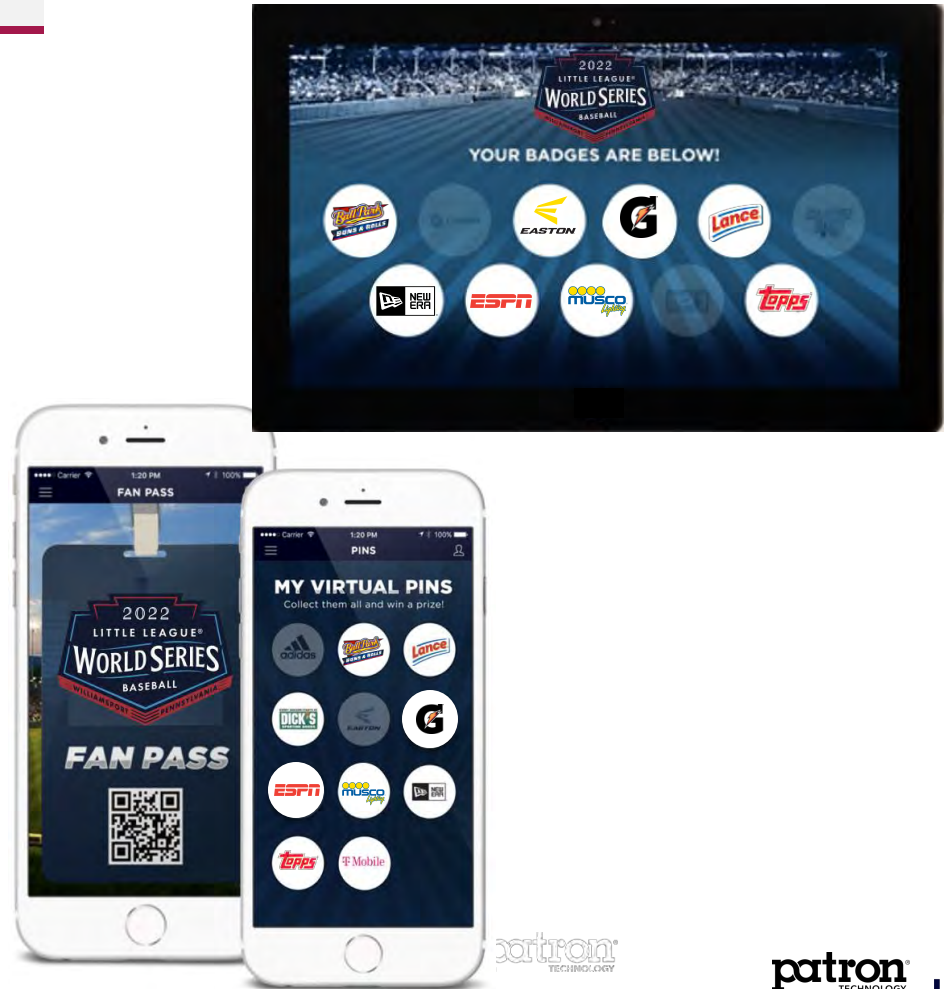 2022
LITTLE LEAGUE®
WORLD SERIES
BASEBALL
YOUR BADGES ARE BELOW!
Ball Park
BUNS & ROLLS
EASTON
G
Lance
NEW ERA
ESPN
musco
Lighting
Topps
Carrier 1:20 PM 100%
FAN PASS
2022
LITTLE LEAGUE®
WORLD SERIES
BASEBALL
WILLIAMSPORT PENNSYLVANIA
FAN PASS
Carrier 1:20 PM 100%
PINS
MY VIRTUAL PINS
Collect them all and win a prize!
adidas
Ball Park
BUNS & ROLLS
Lance
DICK'S
EASTON
G
ESPN
musco
Lighting
NEW ERA
Topps
T Mobile
patron®
TECHNOLOGY
patron®
TECHNOLOGY